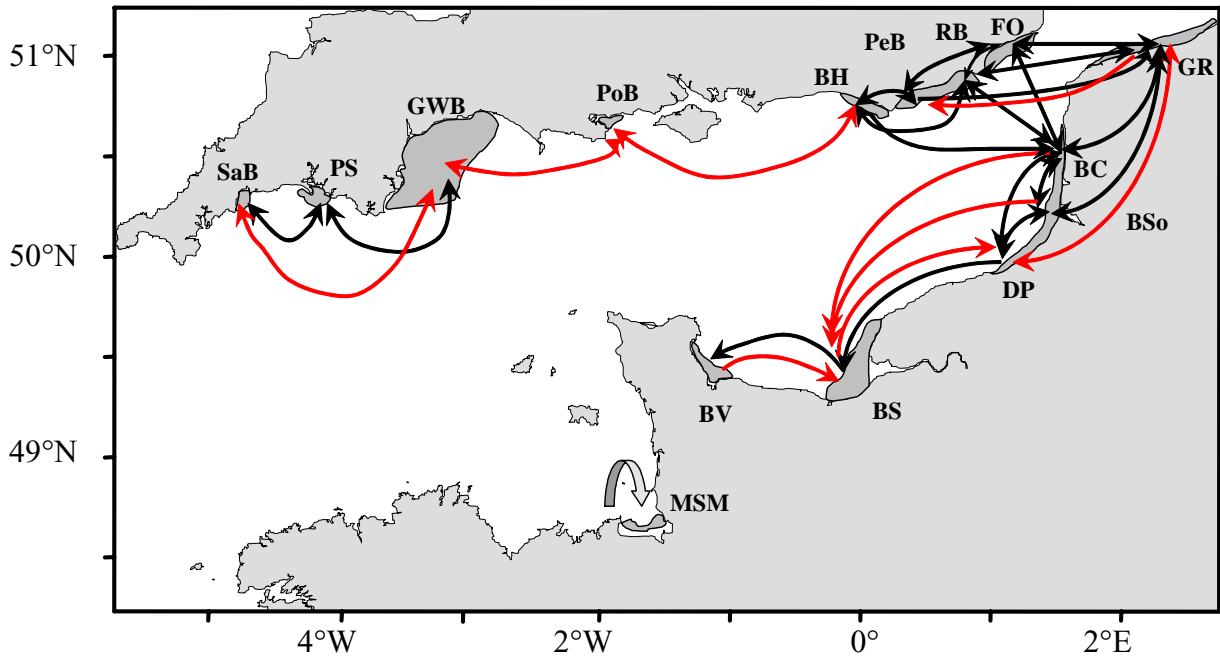 51°N
50°N
49°N
FO
RB
PeB
GR
BH
GWB
PoB
SaB
PS
BC
BSo
DP
BV
BS
MSM
4°W
2°W
0°
2°E